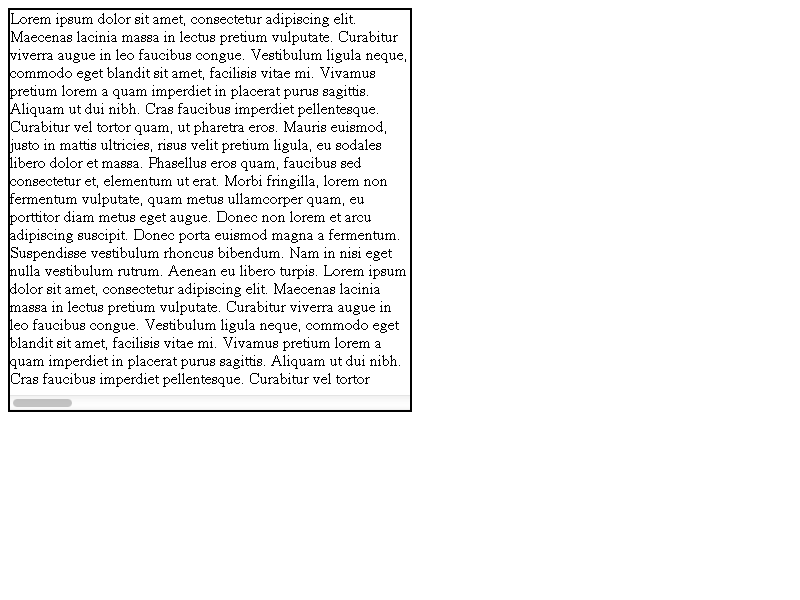 Lorem ipsum dolor sit amet, consectetur adipiscing elit.
Maecenas lacinia massa in lectus pretium vulputate. Curabitur
viverra augue in leo faucibus congue. Vestibulum ligula neque,
commodo eget blandit sit amet, facilisis vitae mi. Vivamus
pretium lorem a quam imperdiet in placerat purus sagittis.
Aliquam ut dui nibh. Cras faucibus imperdiet pellentesque.
Curabitur vel tortor quam, ut pharetra eros. Mauris euismod,
justo in mattis ultricies, risus velit pretium ligula, eu sodales
libero dolor et massa. Phasellus eros quam, faucibus sed
consectetur et, elementum ut erat. Morbi fringilla, lorem non
fermentum vulputate, quam metus ullamcorper quam, eu
porttitor diam metus eget augue. Donec non lorem et arcu
adipiscing suscipit. Donec porta euismod magna a fermentum.
Suspendisse vestibulum rhoncus bibendum. Nam in nisi eget
nulla vestibulum rutrum. Aenean eu libero turpis. Lorem ipsum
dolor sit amet, consectetur adipiscing elit. Maecenas lacinia
massa in lectus pretium vulputate. Curabitur viverra augue in
leo faucibus congue. Vestibulum ligula neque, commodo eget
blandit sit amet, facilisis vitae mi. Vivamus pretium lorem a
quam imperdiet in placerat purus sagittis. Aliquam ut dui nibh.
Cras faucibus imperdiet pellentesque. Curabitur vel tortor